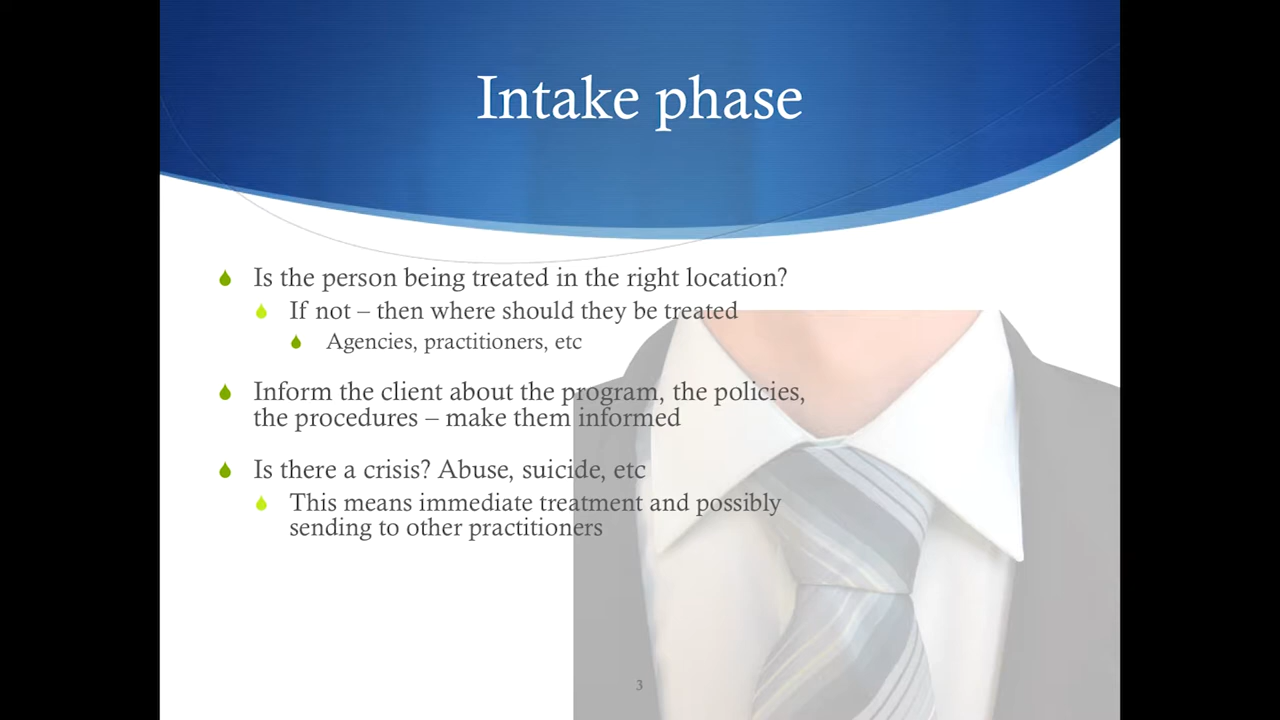 Intake phase
Is the person being treated in the right location?
If not – then where should they be treated
Agencies, practitioners, etc
Inform the client about the program, the policies,
the procedures – make them informed
Is there a crisis? Abuse, suicide, etc
This means immediate treatment and possibly
sending to other practitioners
3